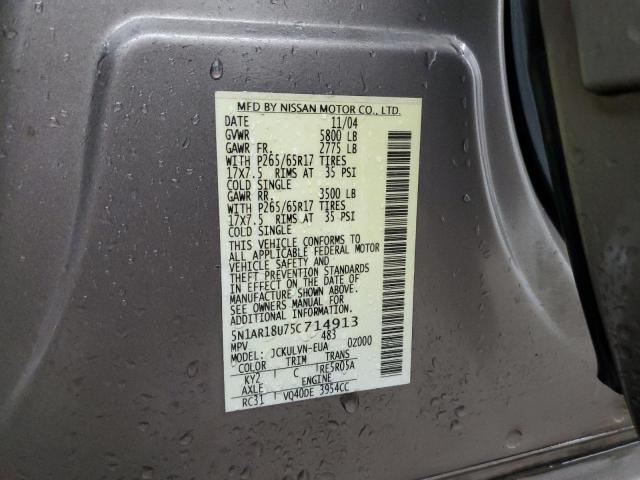 MFD BY NISSAN MOTOR CO., LTD.
DATE 11/04
GVWR 5800 LB
GAWR FR. 2775 LB
WITH P265/65R17 TIRES
17X7.5 RIMS AT 35 PSI
COLD SINGLE
GAWR RR. 3500 LB
WITH P265/65R17 TIRES
17X7.5 RIMS AT 35 PSI
COLD SINGLE
THIS VEHICLE CONFORMS TO
ALL APPLICABLE FEDERAL MOTOR
VEHICLE SAFETY AND
THEFT PREVENTION STANDARDS
IN EFFECT ON THE DATE OF
MANUFACTURE SHOWN ABOVE.
SEE OWNERS MANUAL FOR
ADDITIONAL INFORMATION.
5N1AR18U75C714913
MPV 483
MODEL: JCKULVN-EUA 0Z000
COLOR TRIM TRANS
KY2 C RE5R05A
AXLE ENGINE
RC31 VQ40DE 3954CC